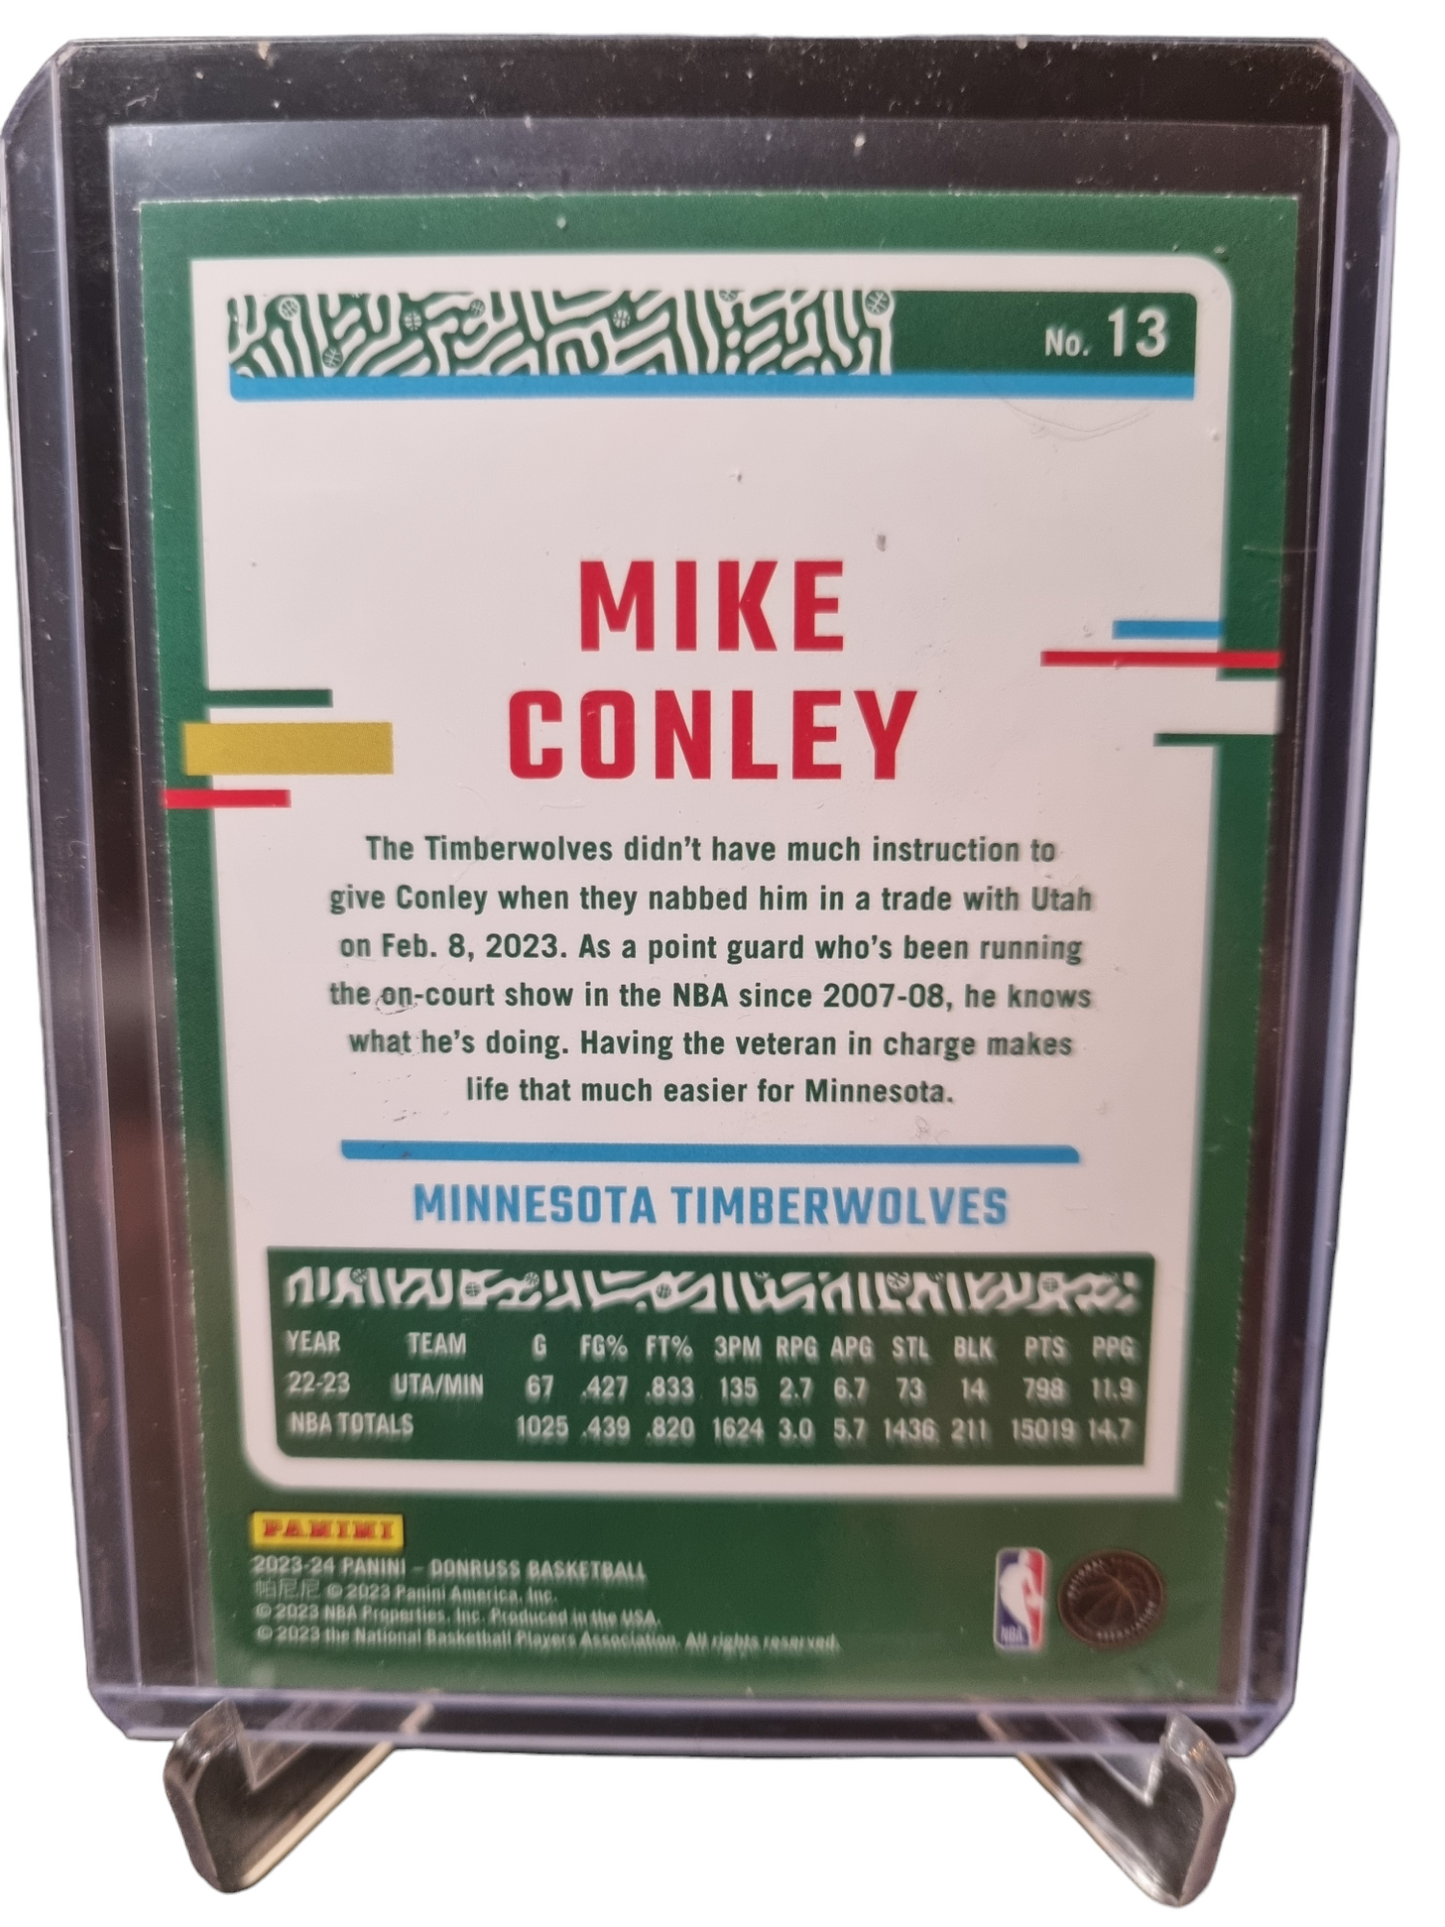 No. 13
MIKE
CONLEY
The Timberwolves didn't have much instruction to
give Conley when they nabbed him in a trade with Utah
on Feb. 8, 2023. As a point guard who's been running
the on-court show in the NBA since 2007-08, he knows
what he's doing. Having the veteran in charge makes
life that much easier for Minnesota.
MINNESOTA TIMBERWOLVES
YEAR TEAM G FG% FT% 3PM RPG APG STL BLK PTS PPG
22-23 UTA/MIN 67 .427 .833 135 2.7 6.7 73 14 798 11.9
NBA TOTALS 1025 .439 .820 1624 3.0 5.7 1436 211 15019 14.7
PANINI
2023-24 PANINI – DONRUSS BASKETBALL
帕尼尼 © 2023 Panini America, Inc.
© 2023 NBA Properties, Inc. Produced in the USA.
© 2023 the National Basketball Players Association. All rights reserved.
NBA